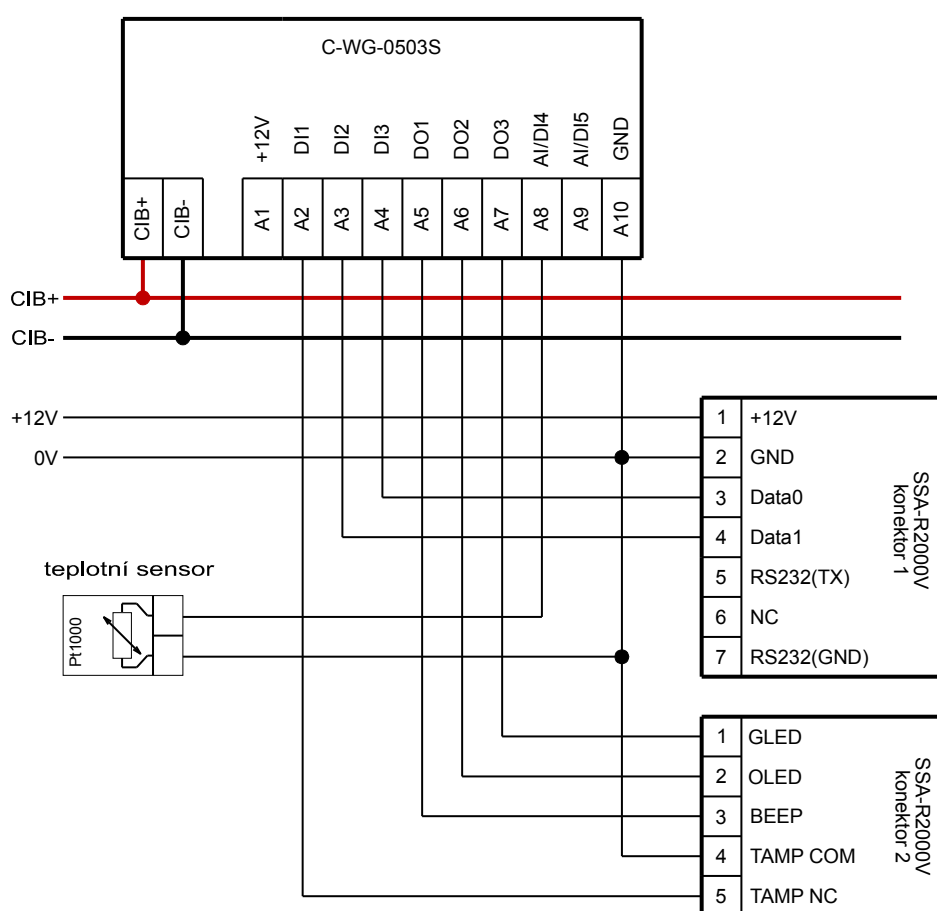 C-WG-0503S
+12V
DI1
DI2
DI3
DO1
DO2
DO3
AI/DI4
AI/DI5
GND
CIB+
CIB-
A1
A2
A3
A4
A5
A6
A7
A8
A9
A10
CIB+
CIB-
+12V
0V
1 +12V
2 GND
3 Data0
4 Data1
5 RS232(TX)
6 NC
7 RS232(GND)
SSA-R2000V
konektor 1
teplotní sensor
Pt1000
1 GLED
2 OLED
3 BEEP
4 TAMP COM
5 TAMP NC
SSA-R2000V
konektor 2